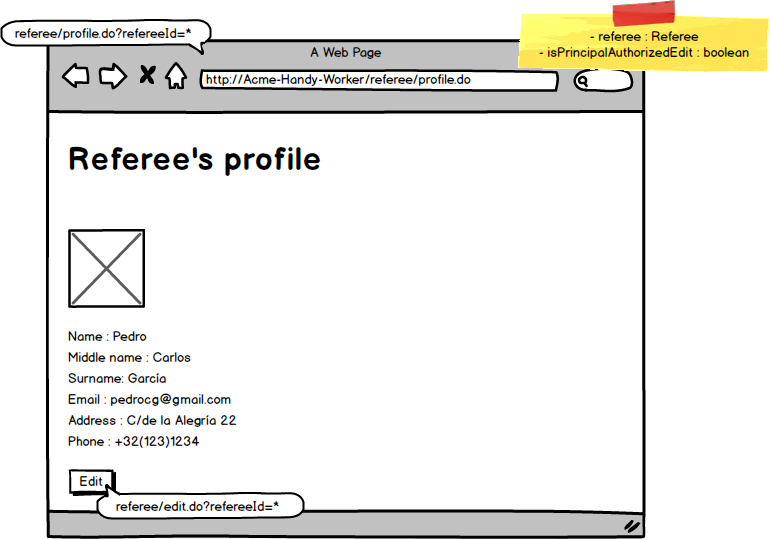 referee/profile.do?refereeId=*
- referee : Referee
- isPrincipalAuthorizedEdit : boolean
A Web Page
http://Acme-Handy-Worker/referee/profile.do
Referee's profile
Name : Pedro
Middle name : Carlos
Surname: García
Email : pedrocg@gmail.com
Address : C/de la Alegría 22
Phone : +32(123)1234
Edit
referee/edit.do?refereeId=*